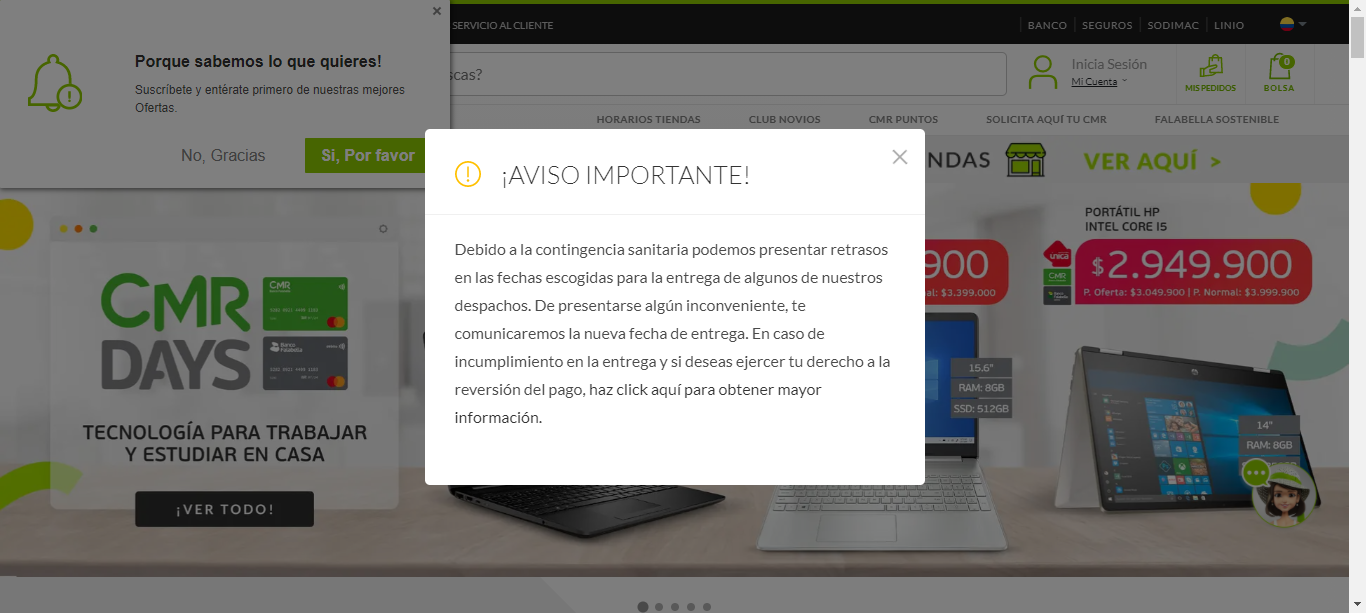 SERVICIO AL CLIENTE
BANCO
SEGUROS
SODIMAC
LINIO
Porque sabemos lo que quieres!
Suscríbete y entérate primero de nuestras mejores
Ofertas.
No, Gracias
Si, Por favor
scas?
Inicia Sesión
Mi Cuenta
MIS PEDIDOS
0
BOLSA
HORARIOS TIENDAS
CLUB NOVIOS
CMR PUNTOS
SOLICITA AQUÍ TU CMR
FALABELLA SOSTENIBLE
NDAS
VER AQUÍ >
¡AVISO IMPORTANTE!
Debido a la contingencia sanitaria podemos presentar retrasos
en las fechas escogidas para la entrega de algunos de nuestros
despachos. De presentarse algún inconveniente, te
comunicaremos la nueva fecha de entrega. En caso de
incumplimiento en la entrega y si deseas ejercer tu derecho a la
reversión del pago, haz click aquí para obtener mayor
información.
CMR
DAYS
CMR
Banco
Falabella
TECNOLOGÍA PARA TRABAJAR
Y ESTUDIAR EN CASA
¡VER TODO!
900
al: $3.399.000
PORTÁTIL HP
INTEL CORE I5
única
CMR
$2.949.900
P. Oferta: $3.049.900 | P. Normal: $3.999.900
15.6"
RAM: 8GB
SSD: 512GB
14"
RAM: 8GB